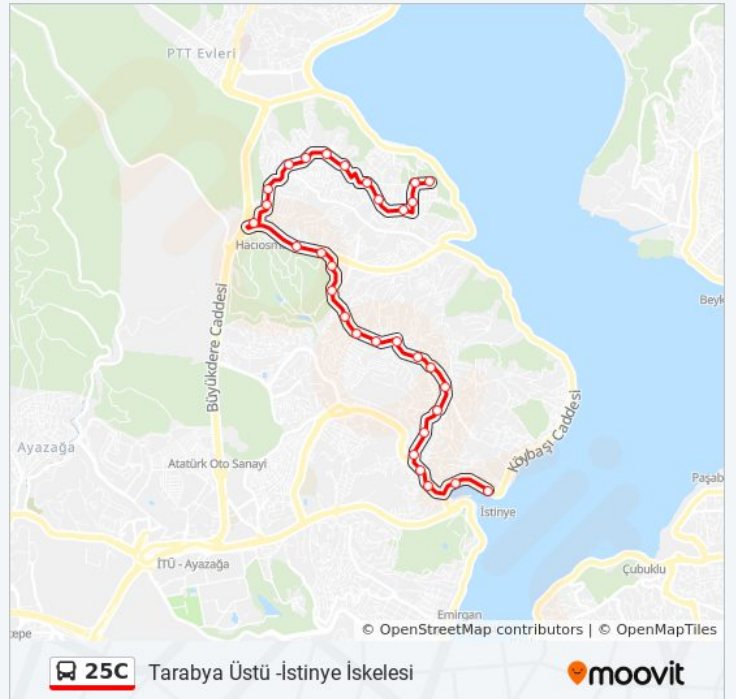 PTT Evleri
Hacıosm
Büyükdere Caddesi
Beyk
Köybaşı Caddesi
Ayazağa
Atatürk Oto Sanayi
Paşab
İstinye
İTÜ - Ayazağa
Çubuklu
Emirgan
tepe
© OpenStreetMap contributors | © OpenMapTiles
25C Tarabya Üstü -İstinye İskelesi
moovit